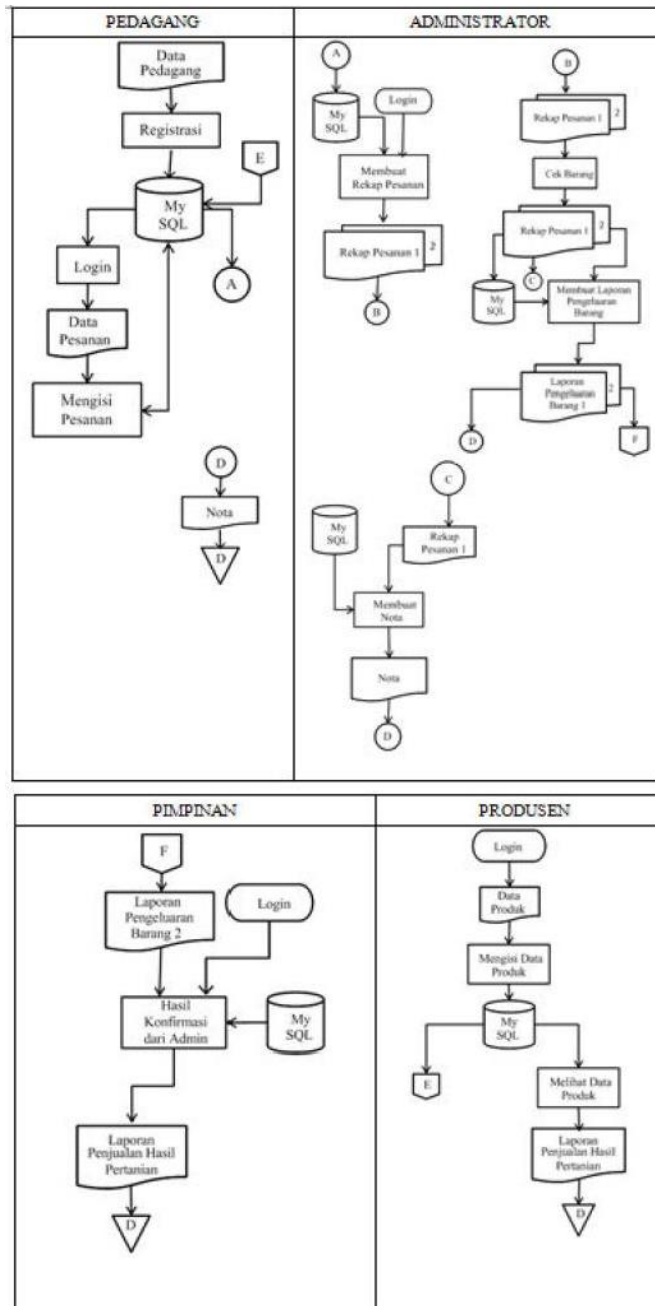 PEDAGANG
Data
Pedagang
Registrasi
E
My
SQL
Login
A
Data
Pesanan
Mengisi
Pesanan
D
Nota
D
ADMINISTRATOR
A
My
SQL
Login
Membuat
Rekap Pesanan
Rekap Pesanan 1
2
B
B
Rekap Pesanan 1
2
Cek Barang
Rekap Pesanan 1
2
C
My
SQL
Membuat Laporan
Pengeluaran
Barang
Laporan
Pengeluaran
Barang 1
2
D
F
C
My
SQL
Rekap
Pesanan 1
Membuat
Nota
Nota
D
PIMPINAN
F
Laporan
Pengeluaran
Barang 2
Login
Hasil
Konfirmasi
dari Admin
My
SQL
Laporan
Penjualan Hasil
Pertanian
D
PRODUSEN
Login
Data
Produk
Mengisi Data
Produk
My
SQL
E
Melihat Data
Produk
Laporan
Penjualan Hasil
Pertanian
D